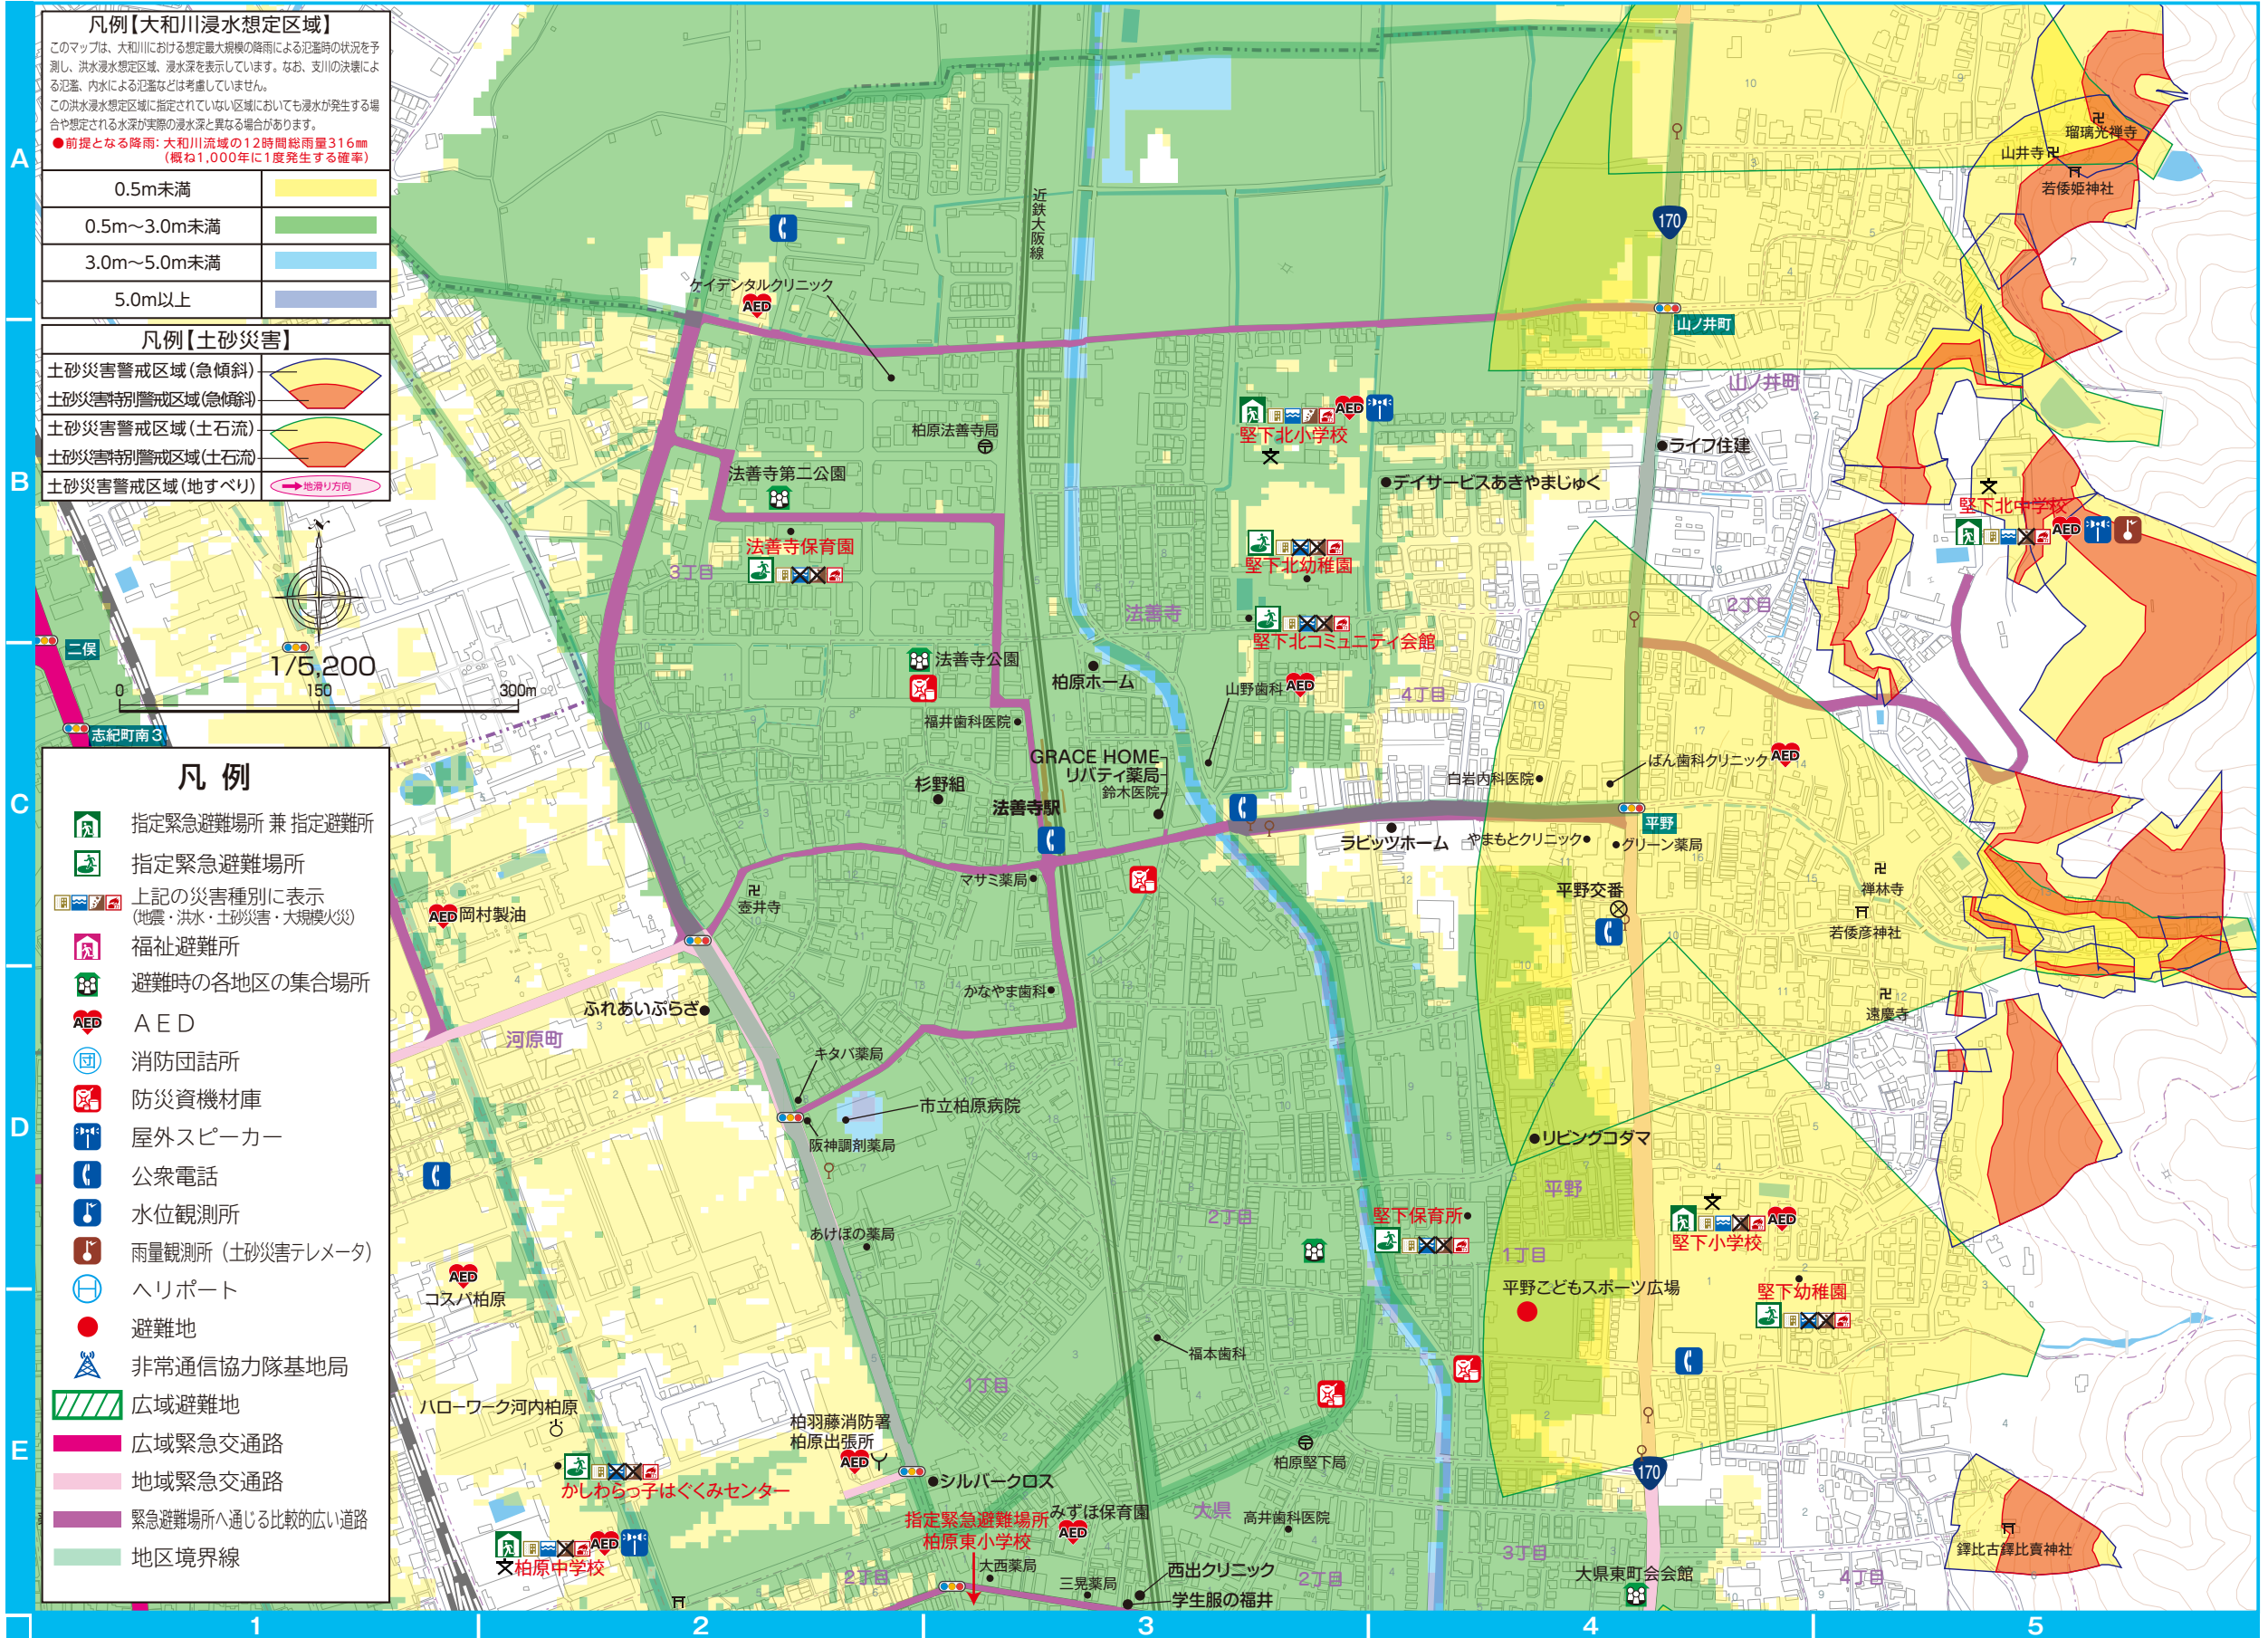 凡例【大和川浸水想定区域】
このマップは、大和川における想定最大規模の降雨による氾濫時の状況を予
測し、洪水浸水想定区域、浸水深を表示しています。なお、支川の決壊によ
る氾濫、内水による氾濫などは考慮していません。
この洪水浸水想定区域に指定されていない区域においても浸水が発生する場
合や想定される水深が実際の浸水深と異なる場合があります。
●前提となる降雨：大和川流域の12時間総雨量316㎜
（概ね1,000年に1度発生する確率）
0.5m未満
0.5m～3.0m未満
3.0m～5.0m未満
5.0m以上
凡例【土砂災害】
土砂災害警戒区域（急傾斜）
土砂災害特別警戒区域（急傾斜）
土砂災害警戒区域（土石流）
土砂災害特別警戒区域（土石流）
土砂災害警戒区域（地すべり）
地滑り方向
N
1/5,200
0 150 300m
凡 例
指定緊急避難場所 兼 指定避難所
指定緊急避難場所
上記の災害種別に表示
（地震・洪水・土砂災害・大規模火災）
福祉避難所
避難時の各地区の集合場所
AED
ＡＥＤ
団
消防団詰所
防災資機材庫
屋外スピーカー
公衆電話
水位観測所
雨量観測所（土砂災害テレメータ）
ヘリポート
避難地
非常通信協力隊基地局
広域避難地
広域緊急交通路
地域緊急交通路
緊急避難場所へ通じる比較的広い道路
地区境界線
A
B
C
D
E
1
2
3
4
5
近鉄大阪線
170
瑠璃光禅寺
山井寺
若倭姫神社
ケイデンタルクリニック
AED
山ノ井町
山ノ井町
柏原法善寺局
堅下北小学校
AED
ライフ住建
法善寺第二公園
デイサービスあきやまじゅく
堅下北中学校
AED
法善寺保育園
3丁目
堅下北幼稚園
法善寺
2丁目
堅下北コミュニティ会館
二俣
法善寺公園
柏原ホーム
山野歯科
AED
4丁目
志紀町南3
福井歯科医院
GRACE HOME
リバティ薬局
鈴木医院
ばん歯科クリニック
AED
白岩内科医院
杉野組
法善寺駅
平野
ラビッツホーム
やまもとクリニック
グリーン薬局
マサミ薬局
壺井寺
平野交番
禅林寺
若倭彦神社
AED
岡村製油
かなやま歯科
ふれあいぷらざ
遠慶寺
河原町
キタバ薬局
市立柏原病院
阪神調剤薬局
リビングコダマ
平野
2丁目
堅下保育所
堅下小学校
AED
あけぼの薬局
1丁目
AED
コスパ柏原
平野こどもスポーツ広場
堅下幼稚園
福本歯科
1丁目
ハローワーク河内柏原
柏羽藤消防署
柏原出張所
AED
柏原堅下局
170
かしわらっ子はぐくみセンター
シルバークロス
指定緊急避難場所
柏原東小学校
みずほ保育園
AED
大県
高井歯科医院
柏原中学校
AED
大西薬局
三晃薬局
西出クリニック
学生服の福井
2丁目
2丁目
3丁目
大県東町会会館
4丁目
鐸比古鐸比賣神社